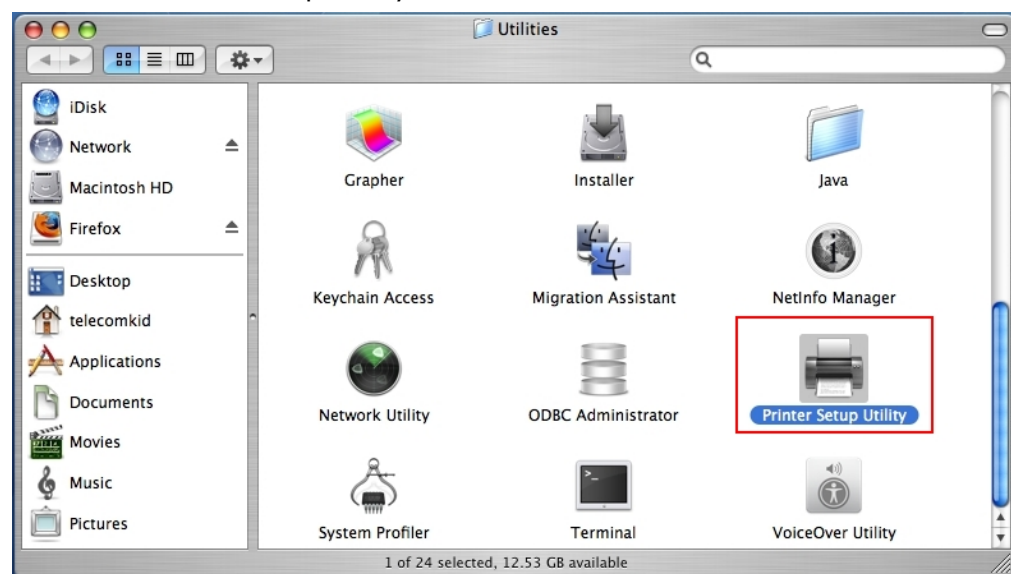 Utilities
iDisk
Network
Macintosh HD
Firefox
Desktop
telecomkid
Applications
Documents
Movies
Music
Pictures
Grapher
Installer
Java
Keychain Access
Migration Assistant
NetInfo Manager
Network Utility
ODBC Administrator
Printer Setup Utility
System Profiler
Terminal
VoiceOver Utility
1 of 24 selected, 12.53 GB available